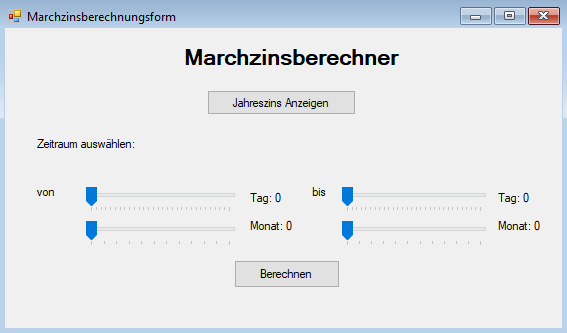 Marchzinsberechnungsform
Marchzinsberechner
Jahreszins Anzeigen
Zeitraum auswählen:
von
Tag: 0
bis
Tag: 0
Monat: 0
Monat: 0
Berechnen